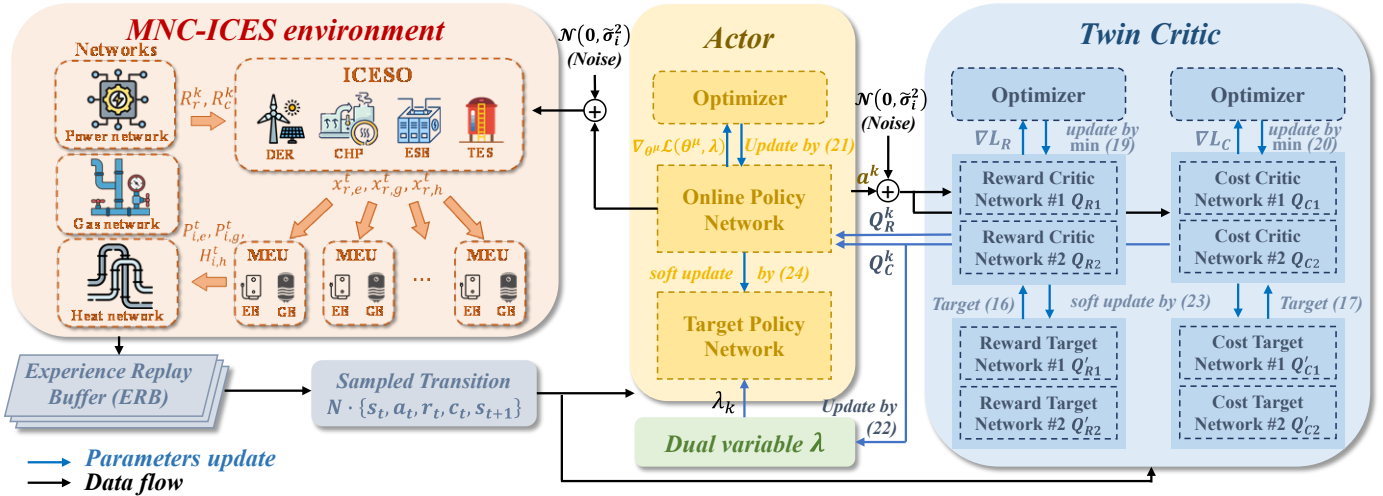 MNC-ICES environment
Networks
Power network
Gas network
Heat network
R_r^k, R_c^k
ICESO
DER
CHP
ESB
TES
x_{r,e}^t, x_{r,g}^t, x_{r,h}^t
P_{i,e}^t, P_{i,g}^t,
H_{i,h}^t
MEU
EB
GB
MEU
EB
GB
...
MEU
EB
GB
Experience Replay
Buffer (ERB)
Sampled Transition
N · {s_t, a_t, r_t, c_t, s_{t+1}}
Parameters update
Data flow
𝒩(0, σ̃_i^2)
(Noise)
Actor
Optimizer
∇_{θ^μ}ℒ(θ^μ, λ)
Update by (21)
Online Policy
Network
soft update by (24)
Target Policy
Network
λ_k
Dual variable λ
Update by
(22)
𝒩(0, σ̃_i^2)
(Noise)
a^k
Q_R^k
Q_C^k
Twin Critic
Optimizer
∇L_R
update by
min (19)
Reward Critic
Network #1 Q_{R1}
Reward Critic
Network #2 Q_{R2}
Target (16)
soft update by (23)
Reward Target
Network #1 Q'_{R1}
Reward Target
Network #2 Q'_{R2}
Optimizer
∇L_C
update by
min (20)
Cost Critic
Network #1 Q_{C1}
Cost Critic
Network #2 Q_{C2}
Target (17)
Cost Target
Network #1 Q'_{C1}
Cost Target
Network #2 Q'_{C2}